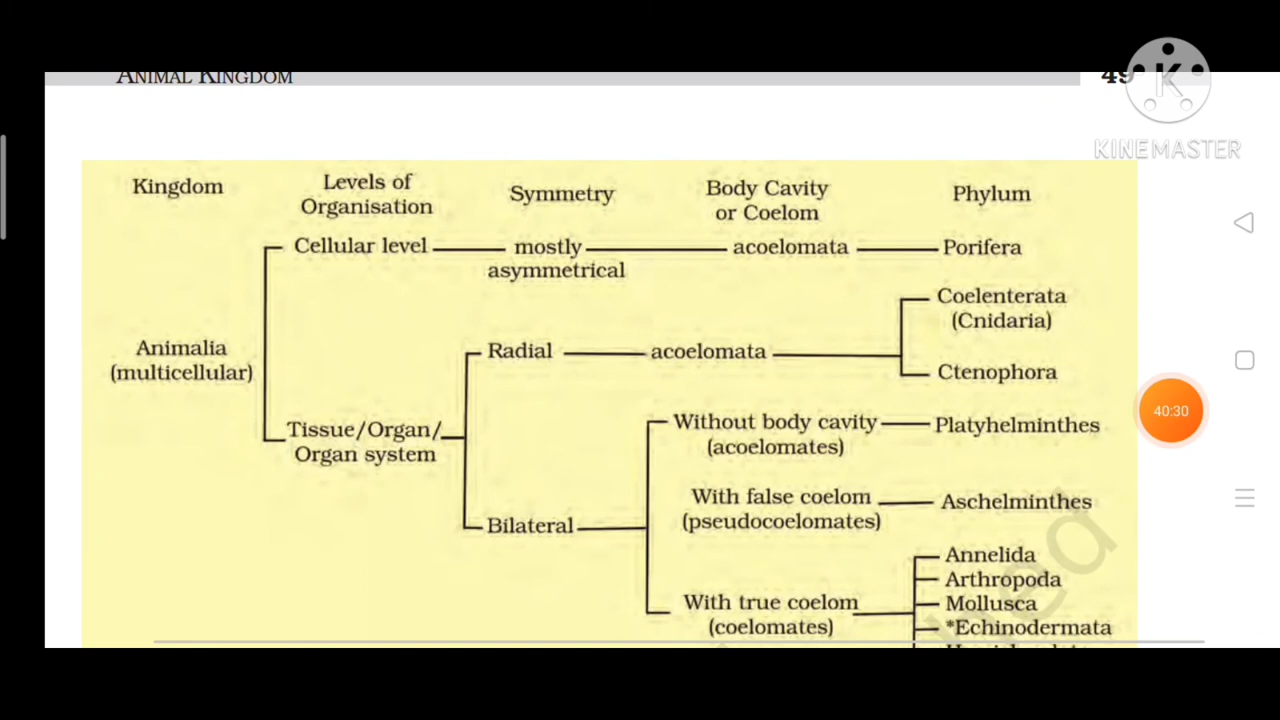 ANIMAL KINGDOM
49
KINEMASTER
Kingdom
Levels of
Organisation
Symmetry
Body Cavity
or Coelom
Phylum
Cellular level
mostly
asymmetrical
acoelomata
Porifera
Animalia
(multicellular)
Tissue/Organ/
Organ system
Radial
acoelomata
Coelenterata
(Cnidaria)
Ctenophora
Bilateral
Without body cavity
(acoelomates)
Platyhelminthes
With false coelom
(pseudocoelomates)
Aschelminthes
With true coelom
(coelomates)
Annelida
Arthropoda
Mollusca
*Echinodermata
40:30